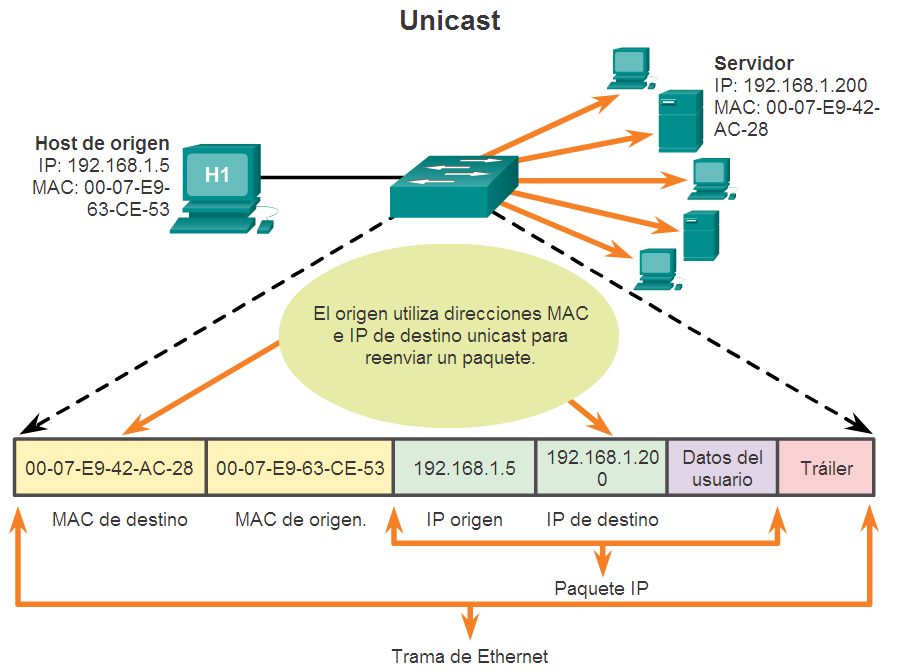 Unicast
Servidor
IP: 192.168.1.200
MAC: 00-07-E9-42-
AC-28
Host de origen
IP: 192.168.1.5
MAC: 00-07-E9-
63-CE-53
H1
El origen utiliza direcciones MAC
e IP de destino unicast para
reenviar un paquete.
00-07-E9-42-AC-28
00-07-E9-63-CE-53
192.168.1.5
192.168.1.20
0
Datos del
usuario
Tráiler
MAC de destino
MAC de origen.
IP origen
IP de destino
Paquete IP
Trama de Ethernet